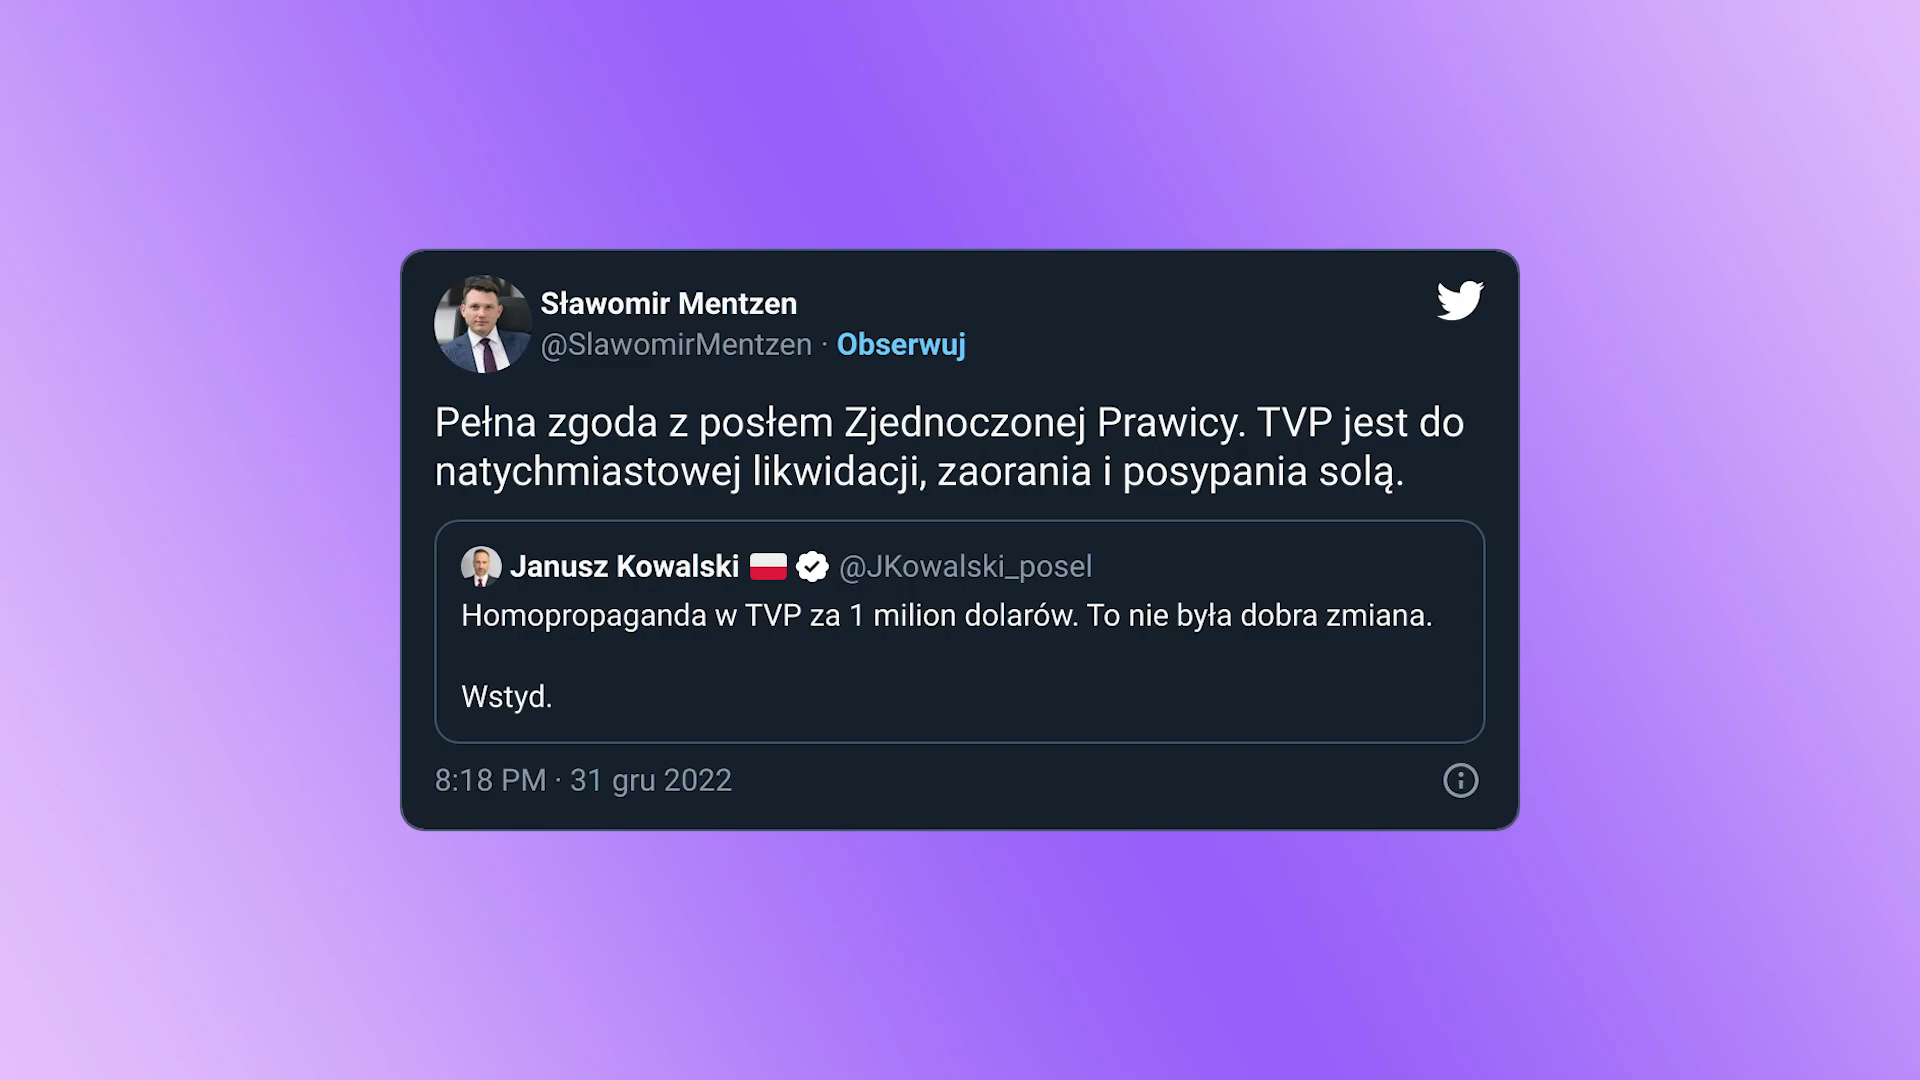 Sławomir Mentzen
@SlawomirMentzen · Obserwuj
Pełna zgoda z posłem Zjednoczonej Prawicy. TVP jest do
natychmiastowej likwidacji, zaorania i posypania solą.
Janusz Kowalski 🇵🇱 @JKowalski_posel
Homopropaganda w TVP za 1 milion dolarów. To nie była dobra zmiana.
Wstyd.
8:18 PM · 31 gru 2022